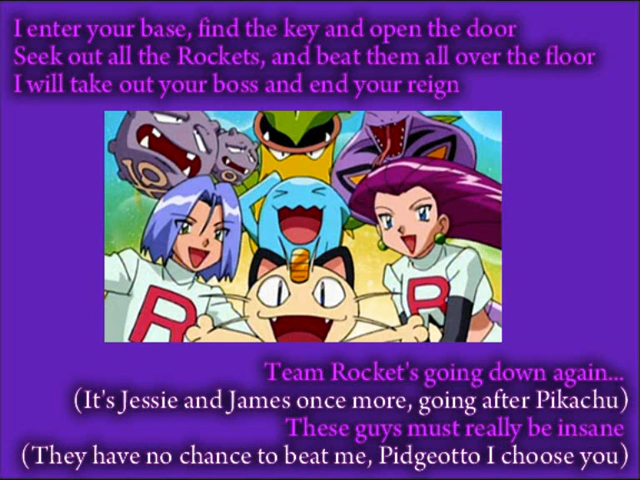 I enter your base, find the key and open the door
Seek out all the Rockets, and beat them all over the floor
I will take out your boss and end your reign
R
R
Team Rocket's going down again...
(It's Jessie and James once more, going after Pikachu)
These guys must really be insane
(They have no chance to beat me, Pidgeotto I choose you)